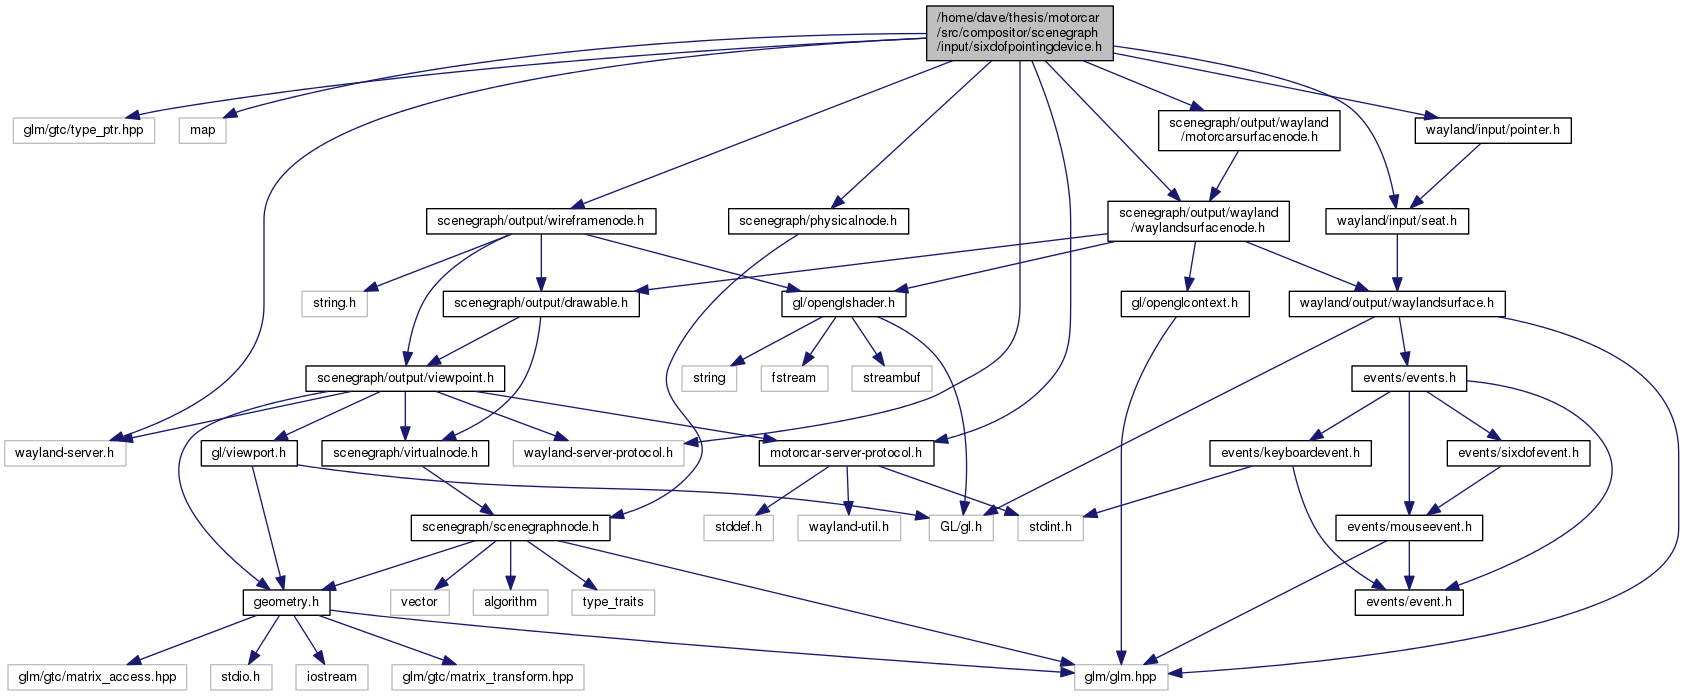 /home/dave/thesis/motorcar
/src/compositor/scenegraph
/input/sixdofpointingdevice.h
glm/gtc/type_ptr.hpp
map
scenegraph/output/wayland
/motorcarsurfacenode.h
wayland/input/pointer.h
scenegraph/output/wireframenode.h
scenegraph/physicalnode.h
scenegraph/output/wayland
/waylandsurfacenode.h
wayland/input/seat.h
string.h
scenegraph/output/drawable.h
gl/openglshader.h
gl/openglcontext.h
wayland/output/waylandsurface.h
scenegraph/output/viewpoint.h
string
fstream
streambuf
events/events.h
wayland-server.h
gl/viewport.h
scenegraph/virtualnode.h
wayland-server-protocol.h
motorcar-server-protocol.h
events/keyboardevent.h
events/sixdofevent.h
scenegraph/scenegraphnode.h
stddef.h
wayland-util.h
GL/gl.h
stdint.h
events/mouseevent.h
geometry.h
vector
algorithm
type_traits
events/event.h
glm/gtc/matrix_access.hpp
stdio.h
iostream
glm/gtc/matrix_transform.hpp
glm/glm.hpp